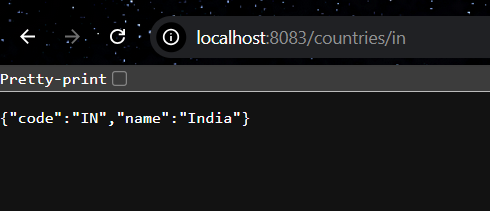 localhost:8083/countries/in
Pretty-print
{"code":"IN","name":"India"}